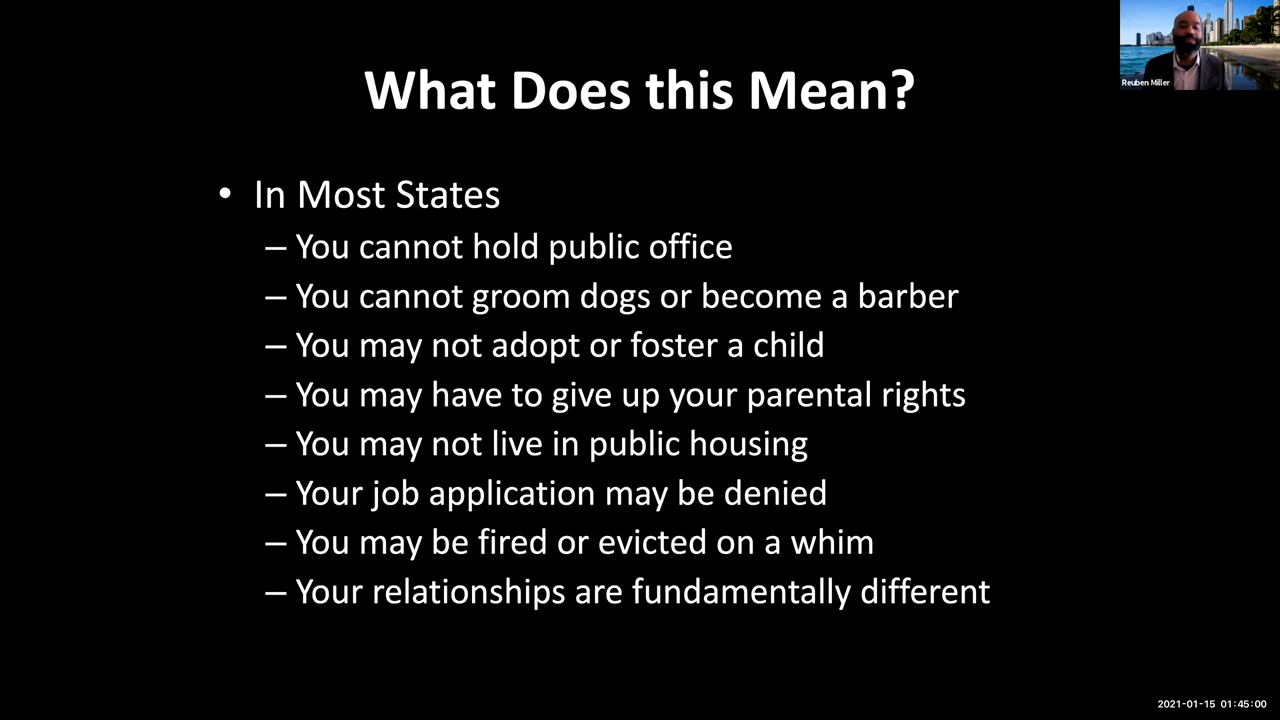 What Does this Mean?
Reuben Miller
• In Most States
– You cannot hold public office
– You cannot groom dogs or become a barber
– You may not adopt or foster a child
– You may have to give up your parental rights
– You may not live in public housing
– Your job application may be denied
– You may be fired or evicted on a whim
– Your relationships are fundamentally different
2021-01-15 01:45:00